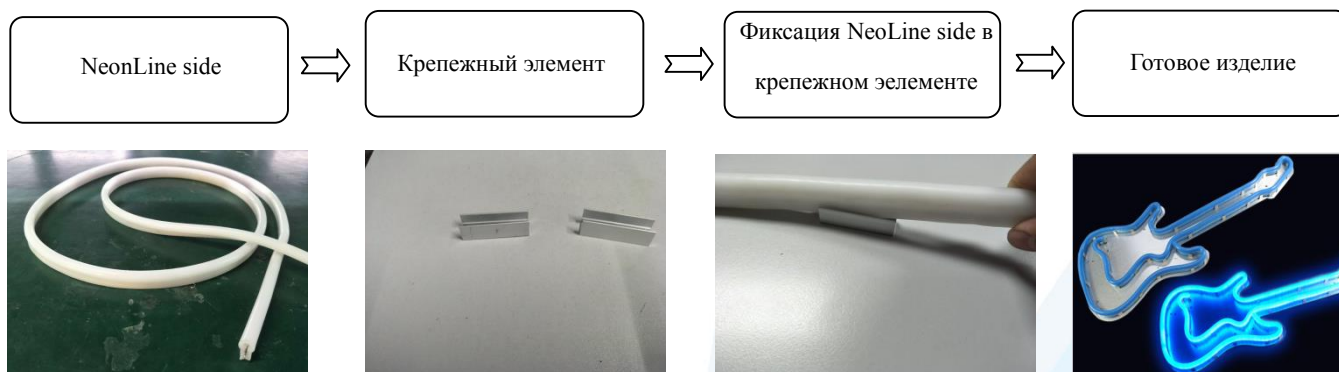 NeonLine side
Крепежный элемент
Фиксация NeoLine side в
крепежном эелементе
Готовое изделие